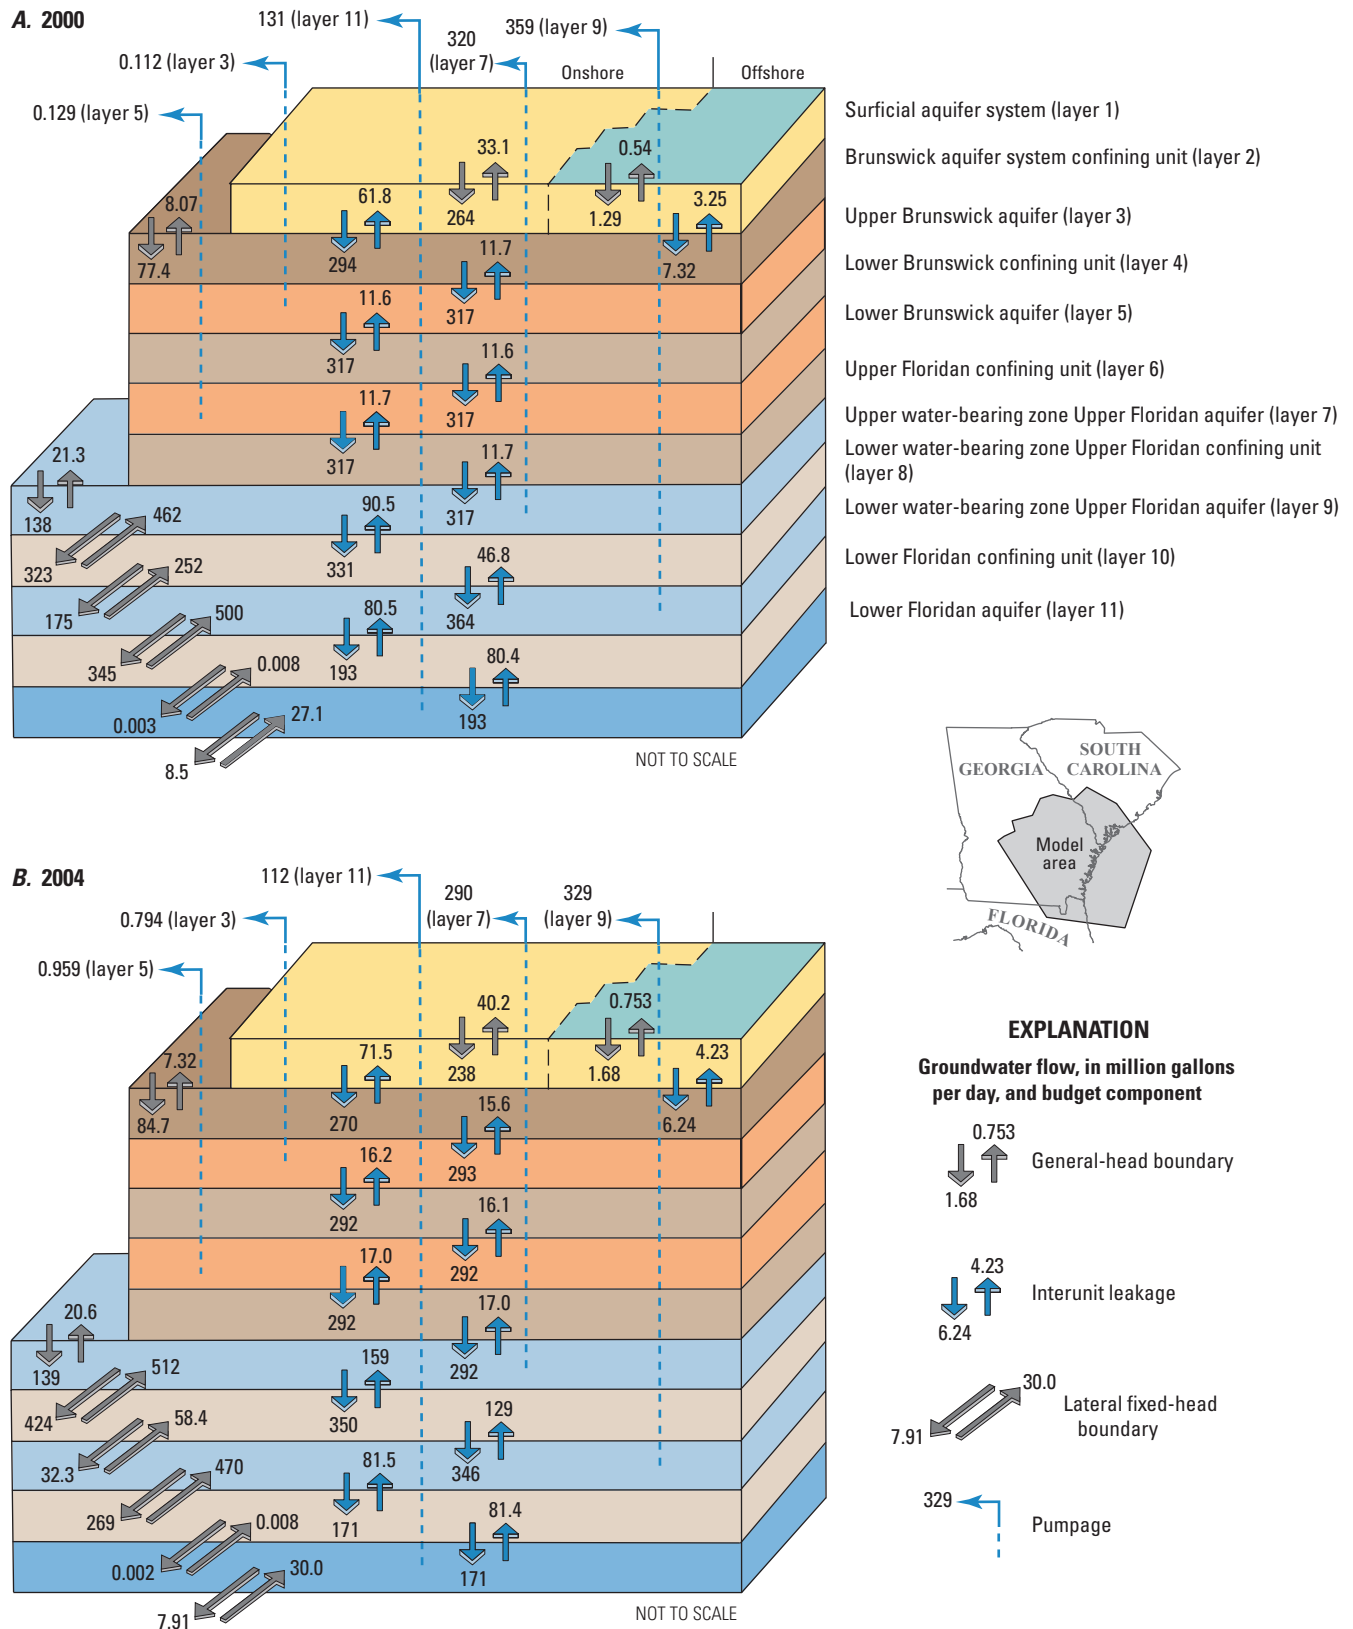 A. 2000
131 (layer 11)
320
(layer 7)
359 (layer 9)
0.112 (layer 3)
0.129 (layer 5)
Onshore
Offshore
Surficial aquifer system (layer 1)
Brunswick aquifer system confining unit (layer 2)
Upper Brunswick aquifer (layer 3)
Lower Brunswick confining unit (layer 4)
Lower Brunswick aquifer (layer 5)
Upper Floridan confining unit (layer 6)
Upper water-bearing zone Upper Floridan aquifer (layer 7)
Lower water-bearing zone Upper Floridan confining unit
(layer 8)
Lower water-bearing zone Upper Floridan aquifer (layer 9)
Lower Floridan confining unit (layer 10)
Lower Floridan aquifer (layer 11)
33.1
0.54
8.07
61.8
264
1.29
3.25
77.4
294
11.7
7.32
11.6
317
317
11.6
11.7
317
317
11.7
21.3
138
462
90.5
317
323
252
331
46.8
175
500
80.5
364
345
0.008
193
80.4
0.003
27.1
193
8.5
NOT TO SCALE
GEORGIA
SOUTH
CAROLINA
Model
area
FLORIDA
B. 2004
112 (layer 11)
290
(layer 7)
329
(layer 9)
0.794 (layer 3)
0.959 (layer 5)
40.2
0.753
7.32
71.5
238
1.68
4.23
84.7
270
15.6
6.24
16.2
293
292
16.1
17.0
292
292
17.0
20.6
139
512
159
292
424
58.4
350
129
32.3
470
81.5
346
269
0.008
171
81.4
0.002
30.0
171
7.91
NOT TO SCALE
EXPLANATION
Groundwater flow, in million gallons
per day, and budget component
0.753
General-head boundary
1.68
4.23
Interunit leakage
6.24
30.0
Lateral fixed-head
boundary
7.91
329
Pumpage